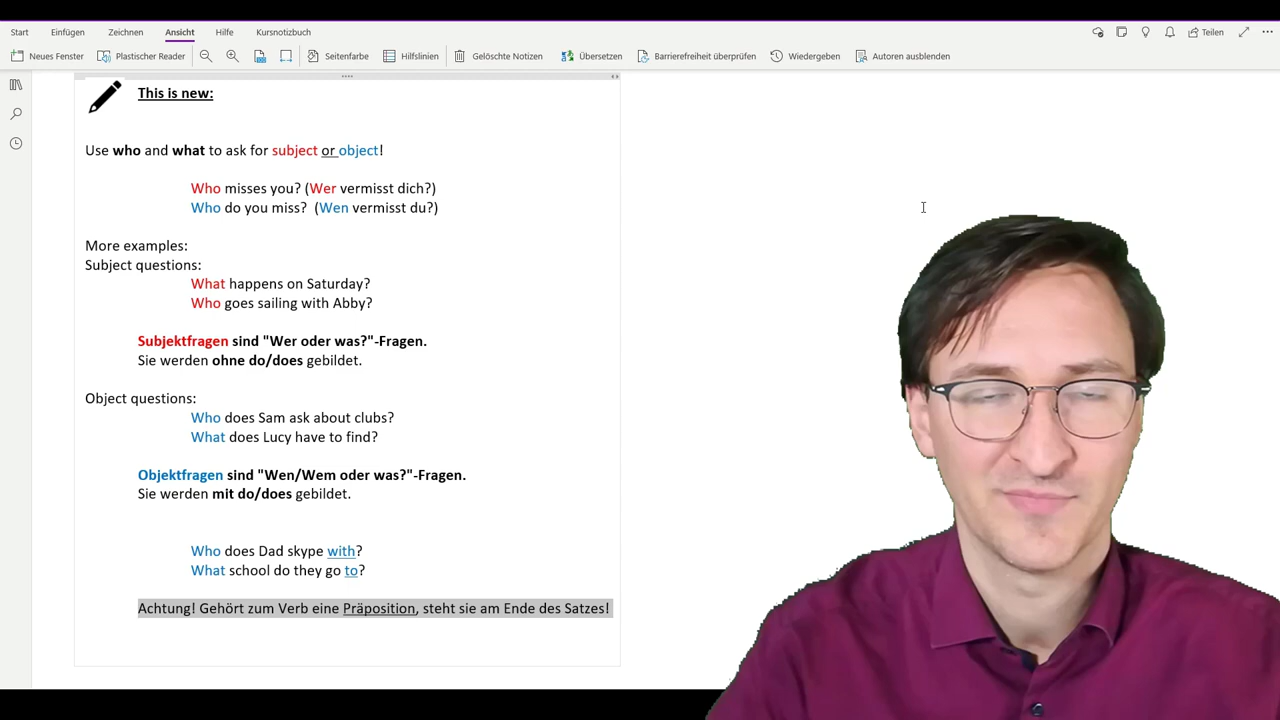 Start Einfügen Zeichnen Ansicht Hilfe Kursnotizbuch Teilen
Neues Fenster Plastischer Reader Seitenfarbe Hilfslinien Gelöschte Notizen Übersetzen Barrierefreiheit überprüfen Wiedergeben Autoren ausblenden
This is new:
Use who and what to ask for subject or object!
Who misses you? (Wer vermisst dich?)
Who do you miss? (Wen vermisst du?)
More examples:
Subject questions:
What happens on Saturday?
Who goes sailing with Abby?
Subjektfragen sind "Wer oder was?"-Fragen.
Sie werden ohne do/does gebildet.
Object questions:
Who does Sam ask about clubs?
What does Lucy have to find?
Objektfragen sind "Wen/Wem oder was?"-Fragen.
Sie werden mit do/does gebildet.
Who does Dad skype with?
What school do they go to?
Achtung! Gehört zum Verb eine Präposition, steht sie am Ende des Satzes!